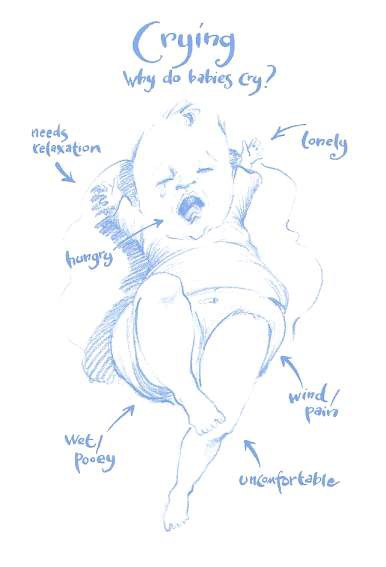 Crying
Why do babies cry?
needs
relaxation
lonely
hungry
wind/
pain
Wet/
pooey
uncomfortable